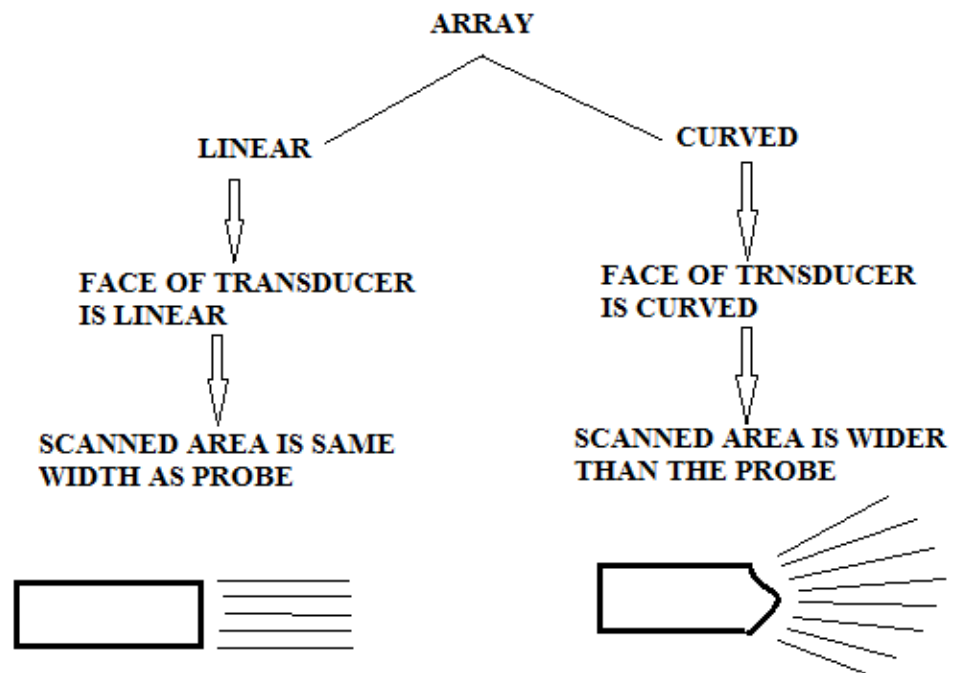 ARRAY
LINEAR
CURVED
FACE OF TRANSDUCER
IS LINEAR
FACE OF TRNSDUCER
IS CURVED
SCANNED AREA IS SAME
WIDTH AS PROBE
SCANNED AREA IS WIDER
THAN THE PROBE